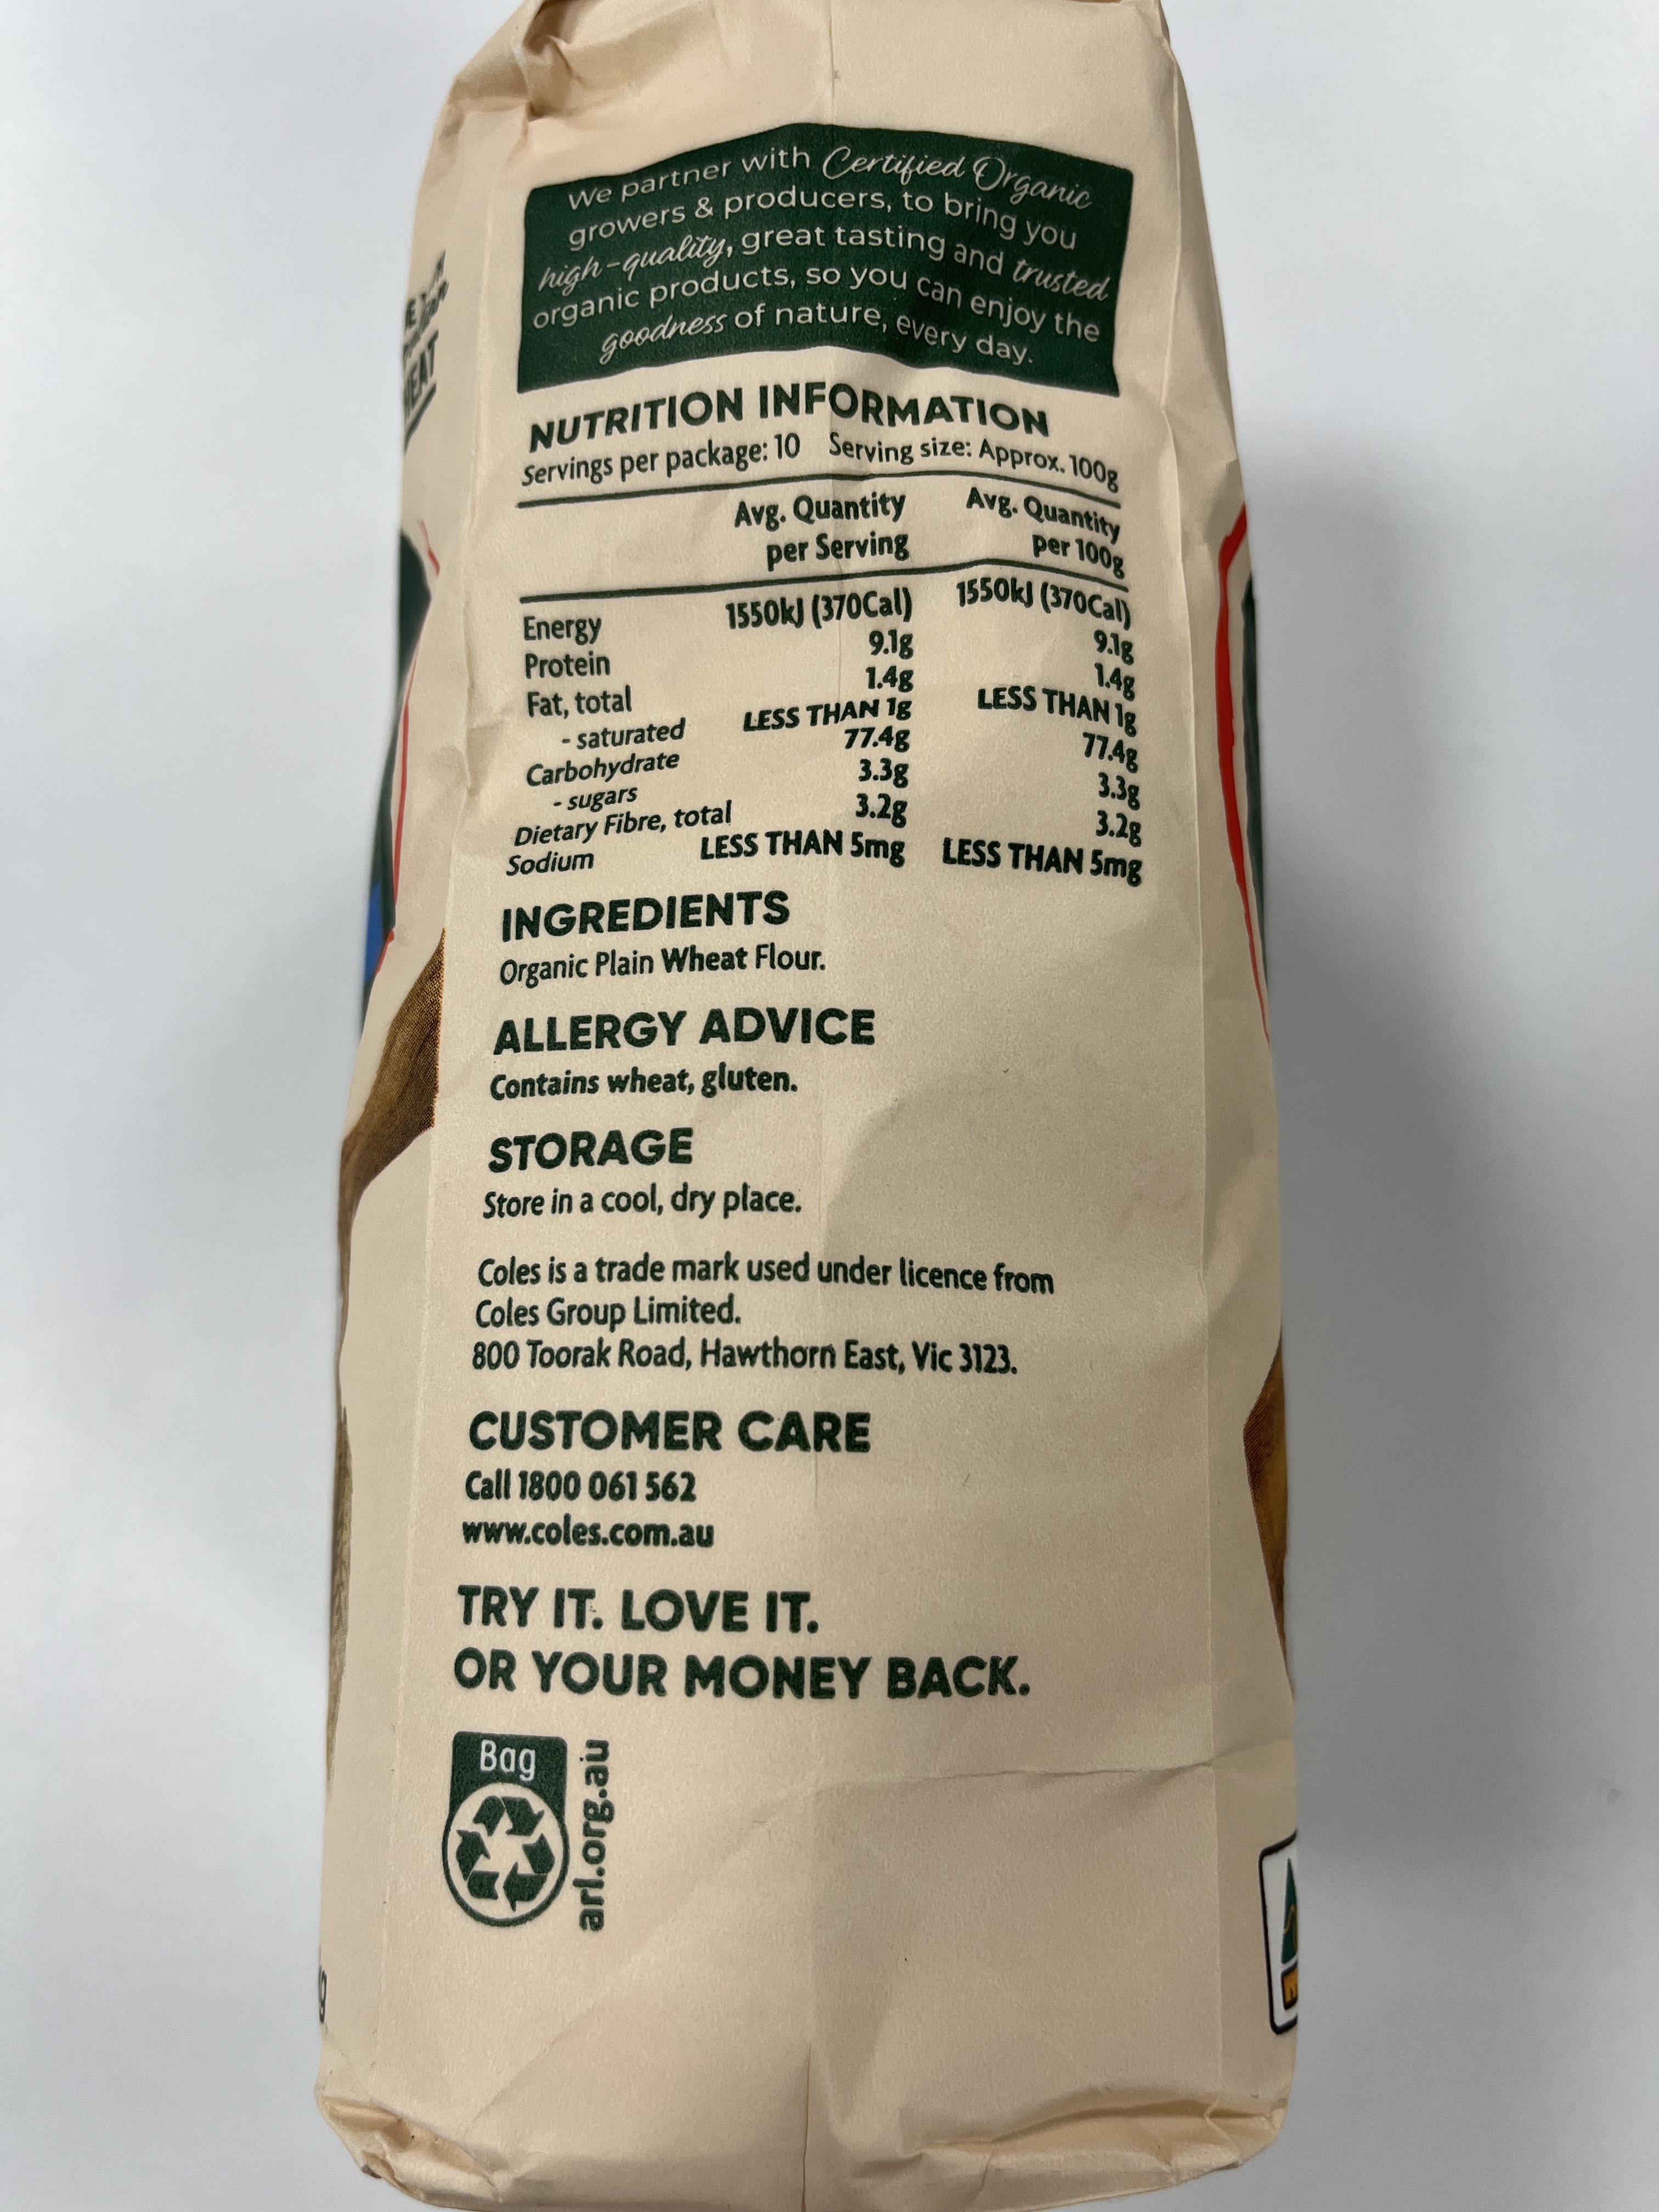 We partner with Certified Organic
growers & producers, to bring you
high-quality, great tasting and trusted
organic products, so you can enjoy the
goodness of nature, every day.
NUTRITION INFORMATION
Servings per package: 10 Serving size: Approx. 100g
Avg. Quantity Avg. Quantity
per Serving per 100g
Energy 1550kJ (370Cal) 1550kJ (370Cal)
Protein 9.1g 9.1g
Fat, total 1.4g 1.4g
- saturated LESS THAN 1g LESS THAN 1g
Carbohydrate 77.4g 77.4g
- sugars 3.3g 3.3g
Dietary Fibre, total 3.2g 3.2g
Sodium LESS THAN 5mg LESS THAN 5mg
INGREDIENTS
Organic Plain Wheat Flour.
ALLERGY ADVICE
Contains wheat, gluten.
STORAGE
Store in a cool, dry place.
Coles is a trade mark used under licence from
Coles Group Limited.
800 Toorak Road, Hawthorn East, Vic 3123.
CUSTOMER CARE
Call 1800 061 562
www.coles.com.au
TRY IT. LOVE IT.
OR YOUR MONEY BACK.
Bag
arl.org.au